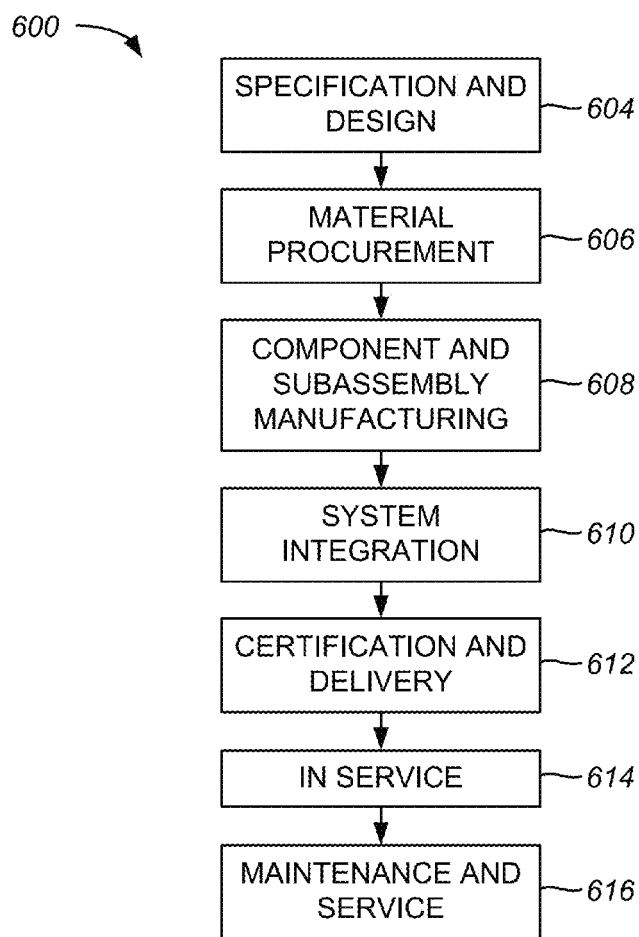 600
SPECIFICATION AND
DESIGN
604
MATERIAL
PROCUREMENT
606
COMPONENT AND
SUBASSEMBLY
MANUFACTURING
608
SYSTEM
INTEGRATION
610
CERTIFICATION AND
DELIVERY
612
IN SERVICE
614
MAINTENANCE AND
SERVICE
616